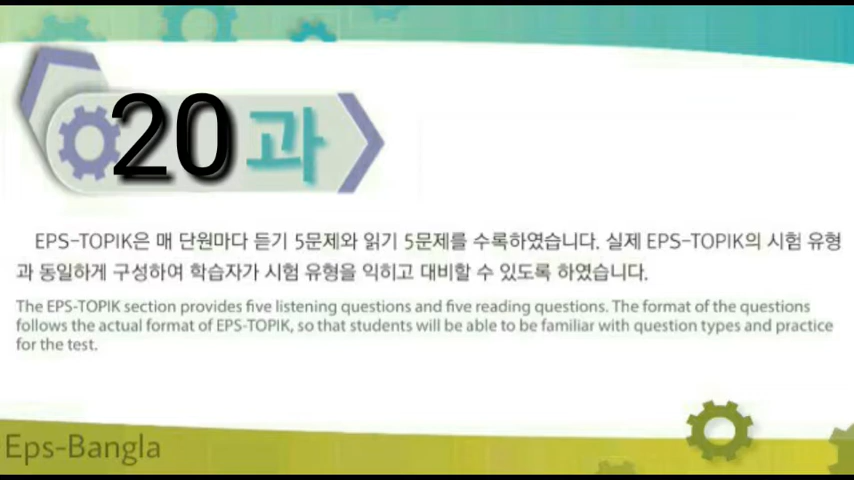 20과
EPS-TOPIK은 매 단원마다 듣기 5문제와 읽기 5문제를 수록하였습니다. 실제 EPS-TOPIK의 시험 유형
과 동일하게 구성하여 학습자가 시험 유형을 익히고 대비할 수 있도록 하였습니다.
The EPS-TOPIK section provides five listening questions and five reading questions. The format of the questions
follows the actual format of EPS-TOPIK, so that students will be able to be familiar with question types and practice
for the test.
Eps-Bangla